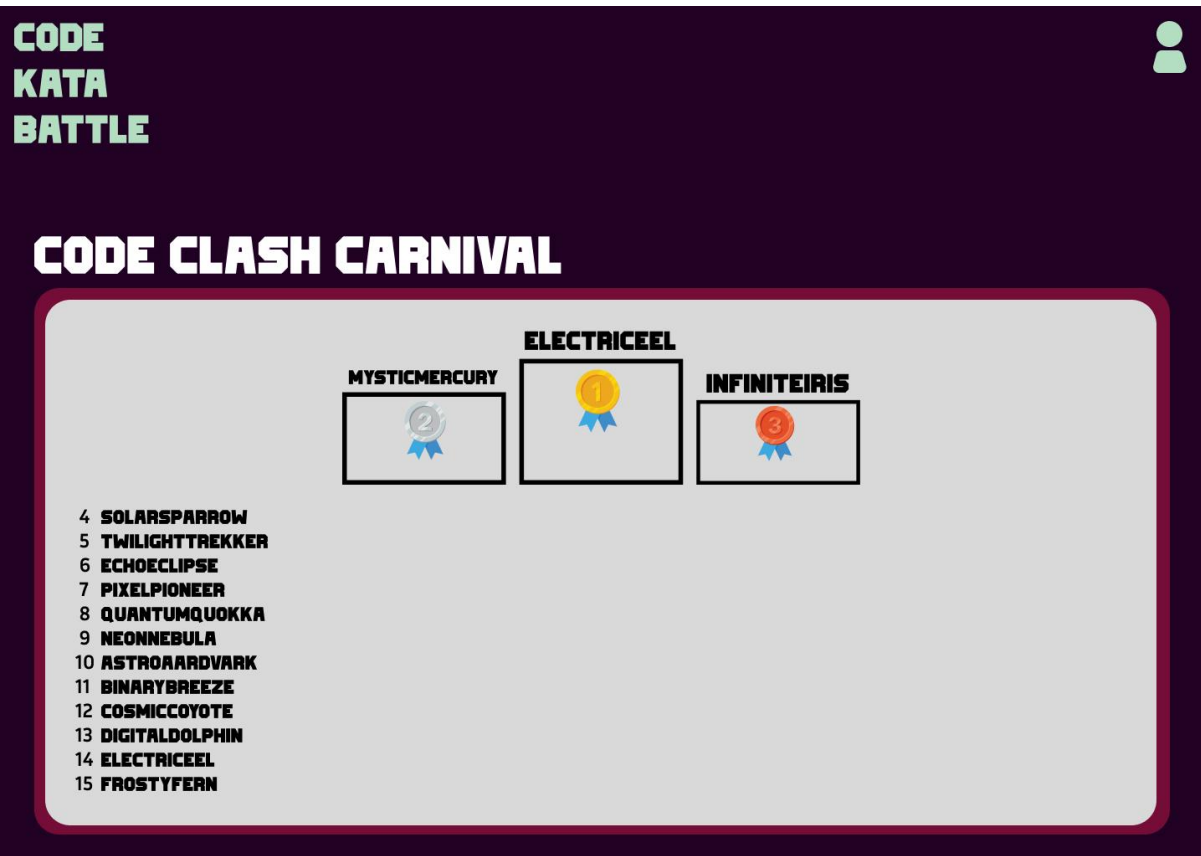 CODE
KATA
BATTLE
CODE CLASH CARNIVAL
ELECTRICEEL
MYSTICMERCURY
INFINITEIRIS
1
2
3
4 SOLARSPARROW
5 TWILIGHTTREKKER
6 ECHOECLIPSE
7 PIXELPIONEER
8 QUANTUMQUOKKA
9 NEONNEBULA
10 ASTROAARDVARK
11 BINARYBREEZE
12 COSMICCOYOTE
13 DIGITALDOLPHIN
14 ELECTRICEEL
15 FROSTYFERN